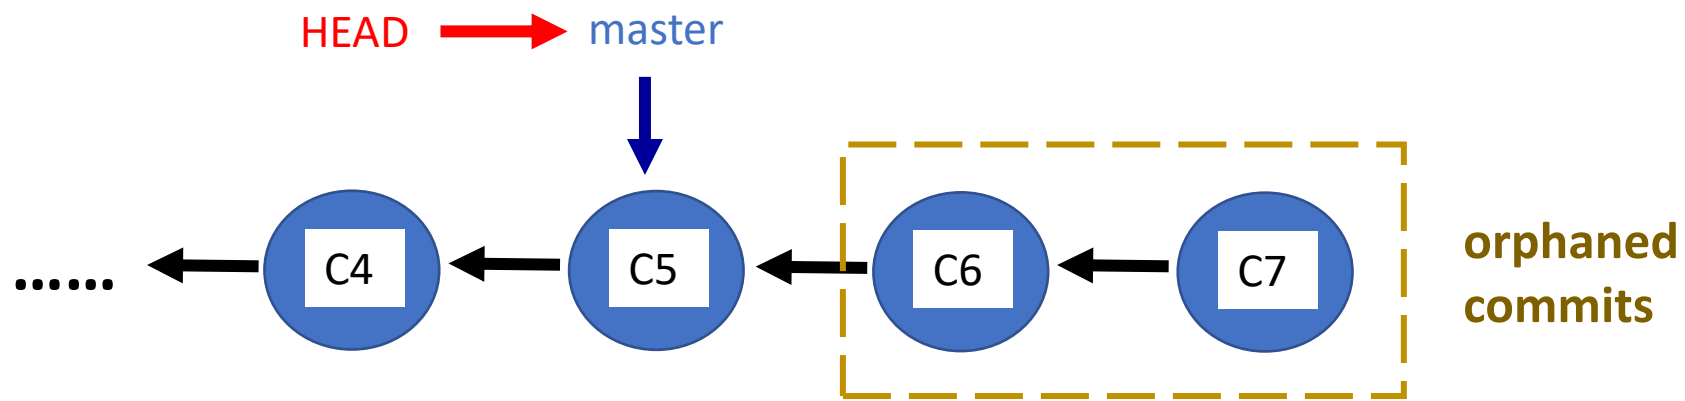 HEAD master
...... C4 C5 C6 C7
orphaned
commits